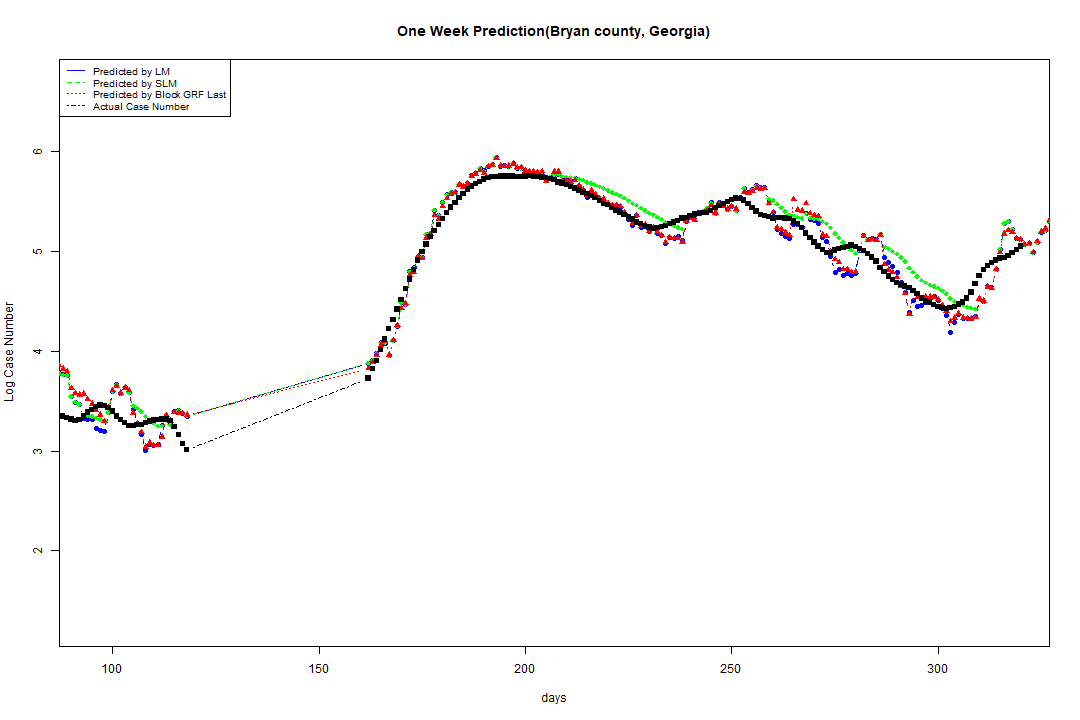 One Week Prediction(Bryan county, Georgia)
Predicted by LM
Predicted by SLM
Predicted by Block GRF Last
Actual Case Number
6
5
4
3
2
Log Case Number
100 150 200 250 300
days